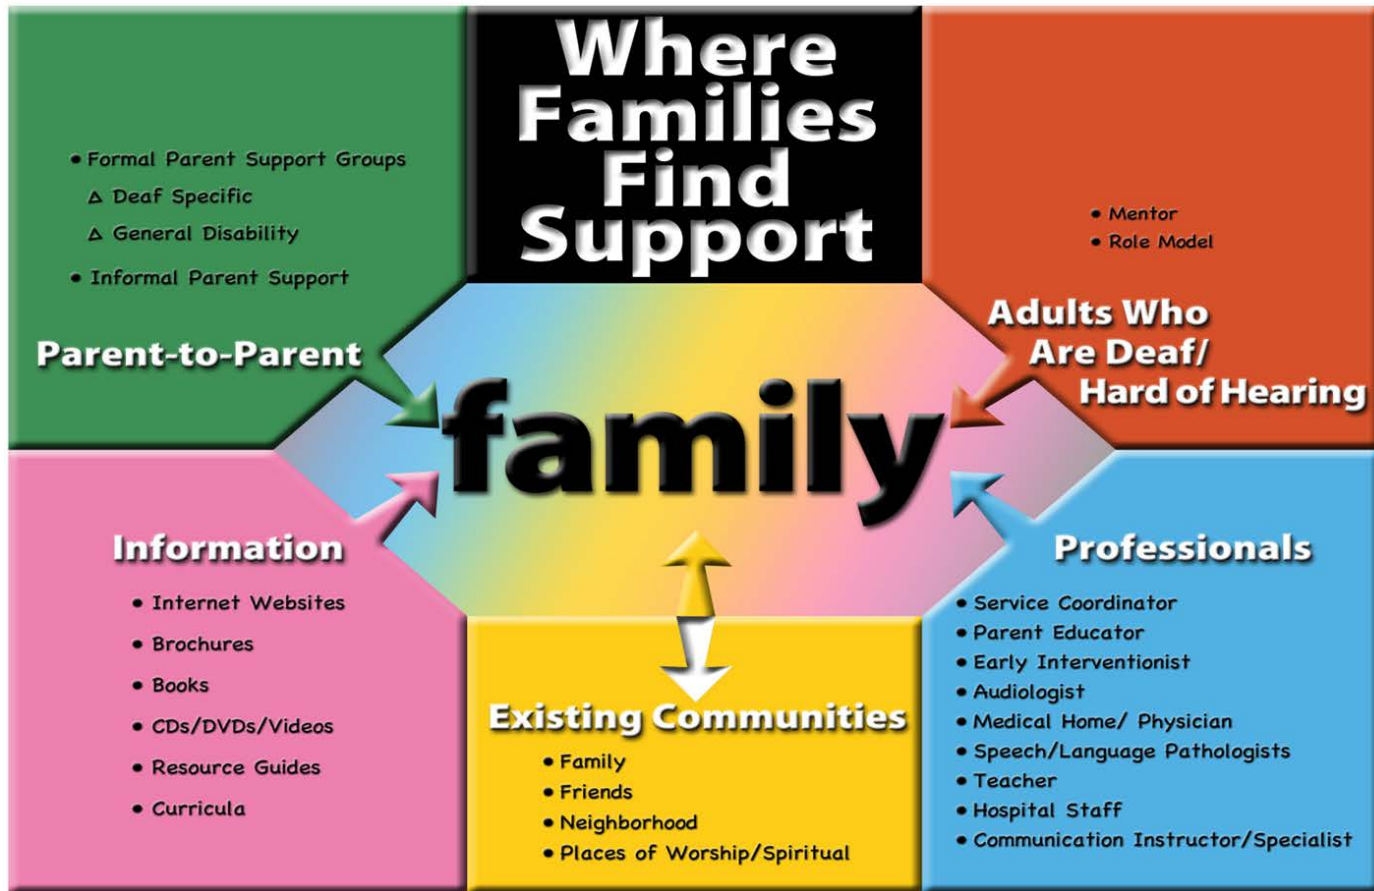 Where
Families
Find
Support
• Formal Parent Support Groups
Δ Deaf Specific
Δ General Disability
• Informal Parent Support
Parent-to-Parent
• Mentor
• Role Model
Adults Who
Are Deaf/
Hard of Hearing
family
Information
• Internet Websites
• Brochures
• Books
• CDs/DVDs/Videos
• Resource Guides
• Curricula
Existing Communities
• Family
• Friends
• Neighborhood
• Places of Worship/Spiritual
Professionals
• Service Coordinator
• Parent Educator
• Early Interventionist
• Audiologist
• Medical Home/ Physician
• Speech/Language Pathologists
• Teacher
• Hospital Staff
• Communication Instructor/Specialist